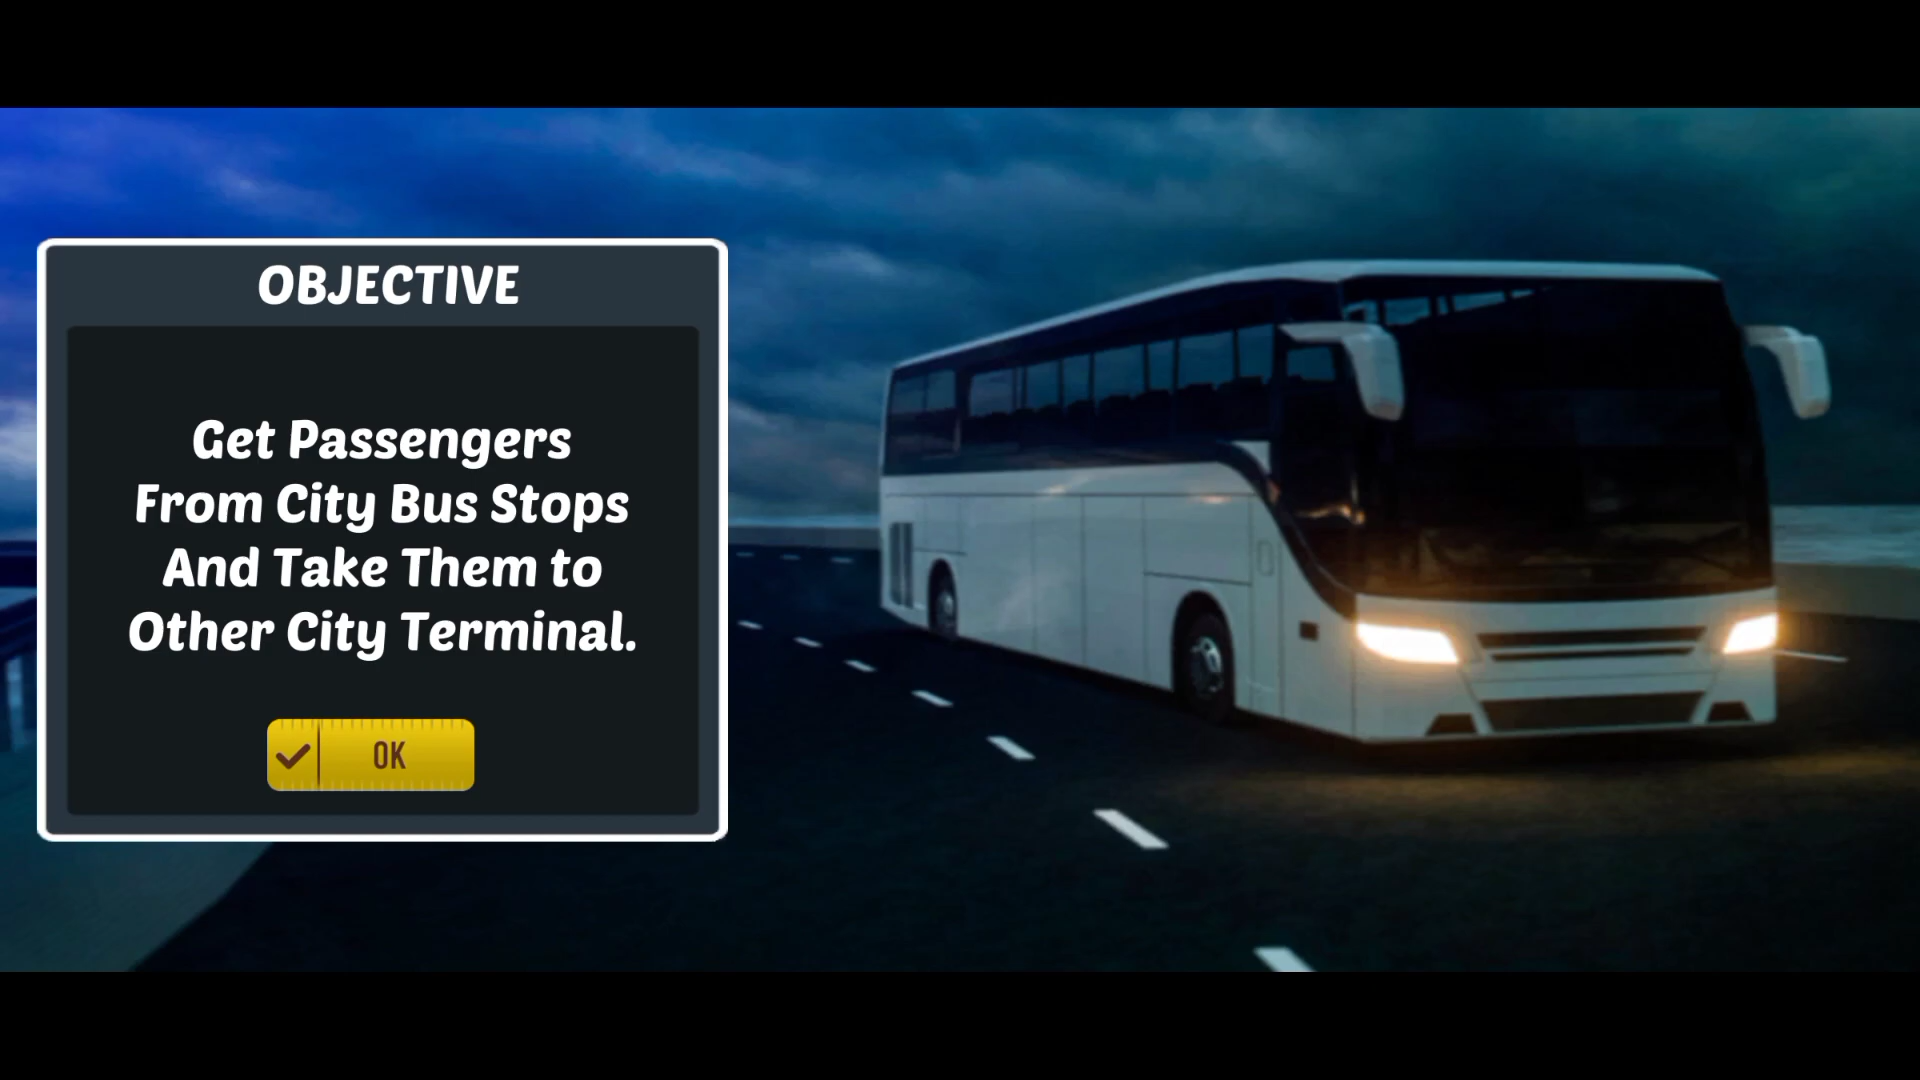 OBJECTIVE
Get Passengers
From City Bus Stops
And Take Them to
Other City Terminal.
OK